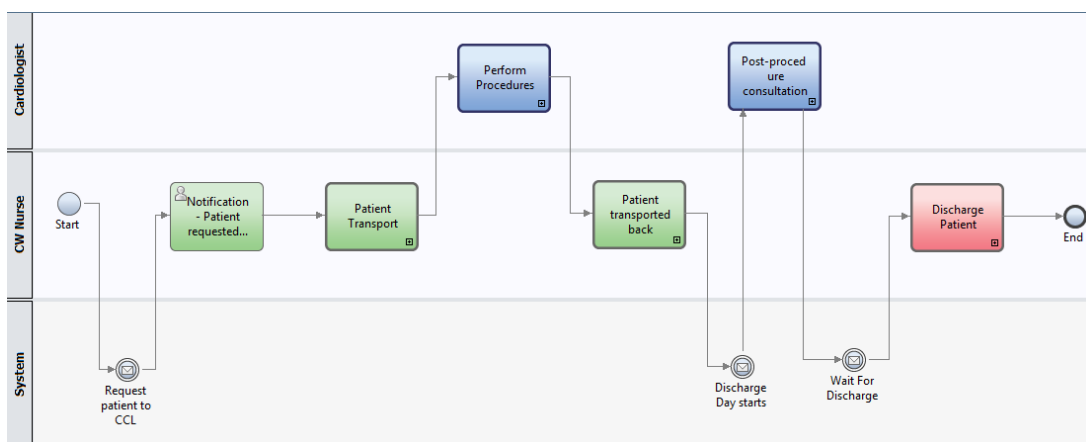 Cardiologist
Perform
Procedures
Post-proced
ure
consultation
CW Nurse
Start
Notification
- Patient
requested...
Patient
Transport
Patient
transported
back
Discharge
Patient
End
System
Request
patient to
CCL
Discharge
Day starts
Wait For
Discharge